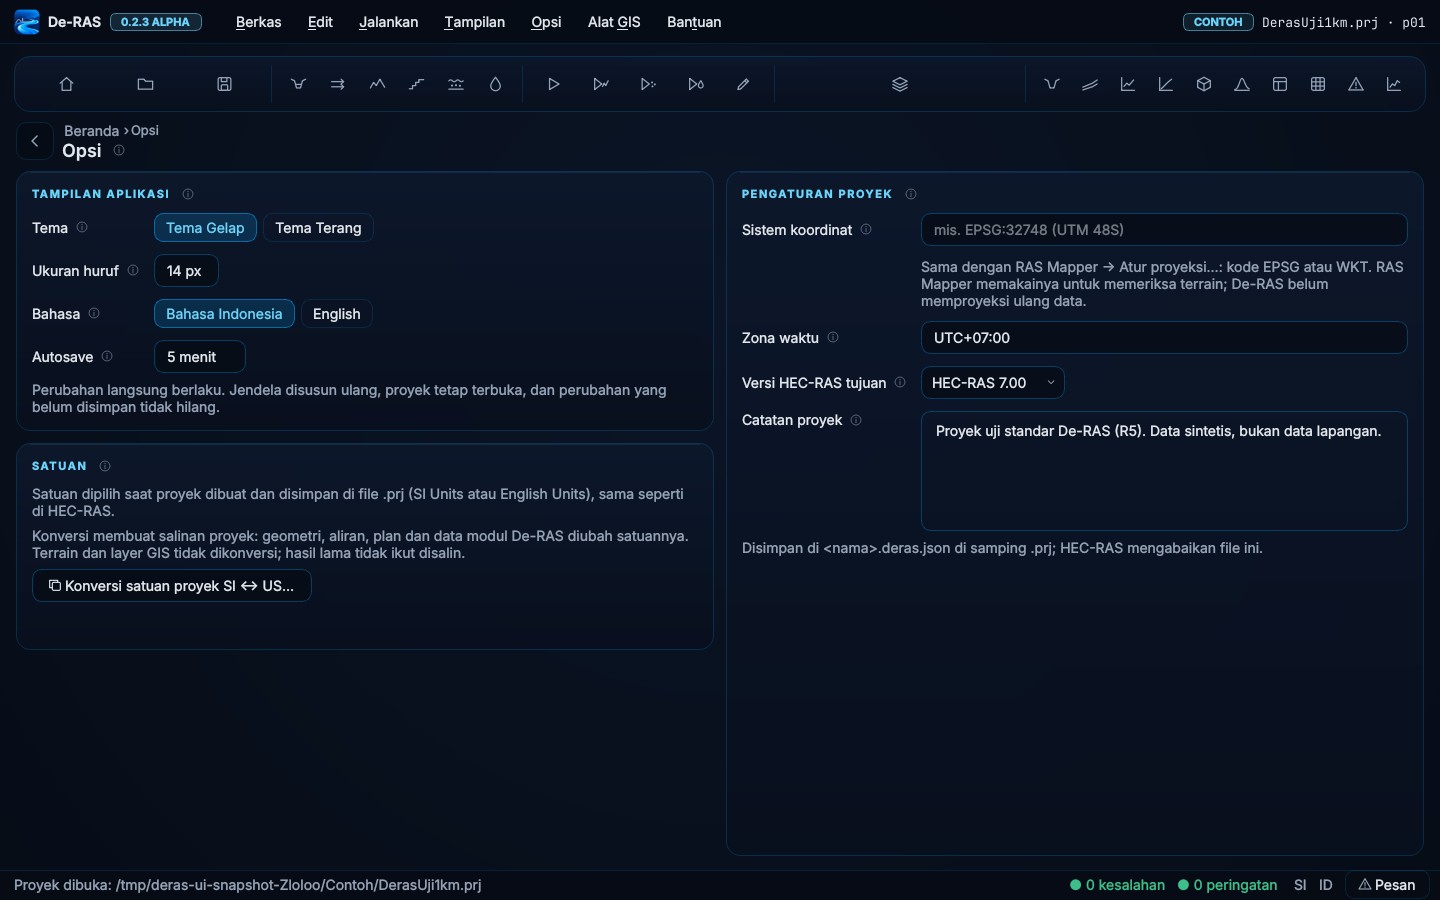 De-RAS 0.2.3 ALPHA Berkas Edit Jalankan Tampilan Opsi Alat GIS Bantuan CONTOH DerasUji1km.prj · p01
Beranda › Opsi
Opsi
TAMPILAN APLIKASI
Tema Tema Gelap Tema Terang
Ukuran huruf 14 px
Bahasa Bahasa Indonesia English
Autosave 5 menit
Perubahan langsung berlaku. Jendela disusun ulang, proyek tetap terbuka, dan perubahan yang
belum disimpan tidak hilang.
SATUAN
Satuan dipilih saat proyek dibuat dan disimpan di file .prj (SI Units atau English Units), sama seperti
di HEC-RAS.
Konversi membuat salinan proyek: geometri, aliran, plan dan data modul De-RAS diubah satuannya.
Terrain dan layer GIS tidak dikonversi; hasil lama tidak ikut disalin.
Konversi satuan proyek SI ↔ US...
PENGATURAN PROYEK
Sistem koordinat mis. EPSG:32748 (UTM 48S)
Sama dengan RAS Mapper → Atur proyeksi...: kode EPSG atau WKT. RAS
Mapper memakainya untuk memeriksa terrain; De-RAS belum
memproyeksi ulang data.
Zona waktu UTC+07:00
Versi HEC-RAS tujuan HEC-RAS 7.00
Catatan proyek Proyek uji standar De-RAS (R5). Data sintetis, bukan data lapangan.
Disimpan di <nama>.deras.json di samping .prj; HEC-RAS mengabaikan file ini.
Proyek dibuka: /tmp/deras-ui-snapshot-Zloloo/Contoh/DerasUji1km.prj 0 kesalahan 0 peringatan SI ID Pesan